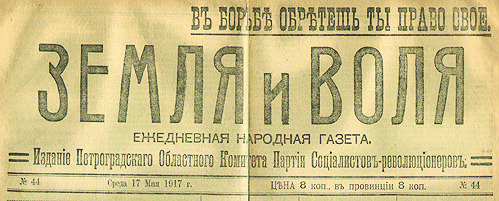 ВЪ БОРЬБѢ ОБРѢТЕШЬ ТЫ ПРАВО СВОЕ.
ЗЕМЛЯ и ВОЛЯ
ЕЖЕДНЕВНАЯ НАРОДНАЯ ГАЗЕТА.
Изданіе Петроградскаго Областного Комитета Партіи Соціалистовъ-революціонеровъ.
№ 44 Среда 17 Мая 1917 г. ЦѢНА 8 коп., въ провинціи 8 коп. № 44